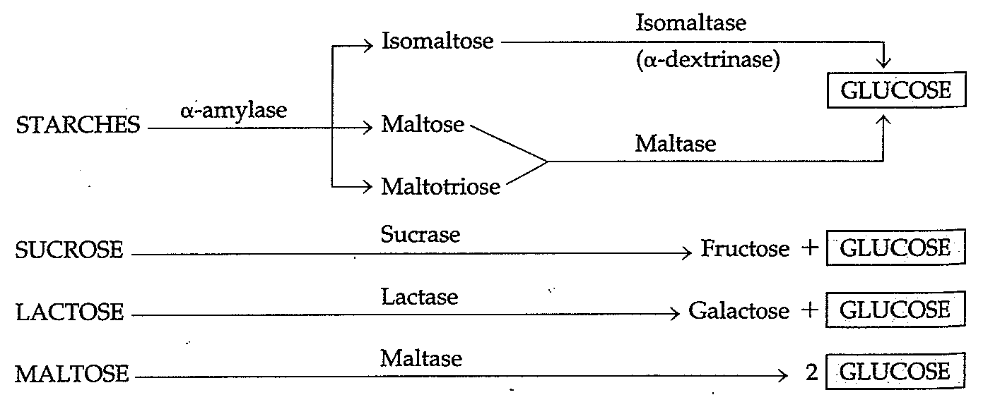 Isomaltose Isomaltase
(α-dextrinase)
GLUCOSE
STARCHES α-amylase Maltose Maltase
Maltotriose
SUCROSE Sucrase Fructose + GLUCOSE
LACTOSE Lactase Galactose + GLUCOSE
MALTOSE Maltase 2 GLUCOSE